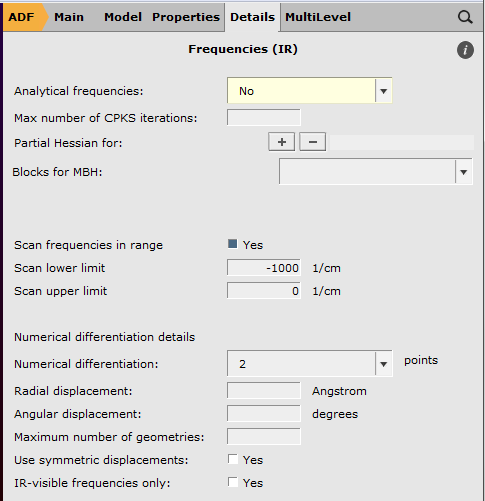 ADF Main Model Properties Details MultiLevel
Frequencies (IR)
Analytical frequencies: No
Max number of CPKS iterations:
Partial Hessian for: + −
Blocks for MBH:
Scan frequencies in range Yes
Scan lower limit -1000 1/cm
Scan upper limit 0 1/cm
Numerical differentiation details
Numerical differentiation: 2 points
Radial displacement: Angstrom
Angular displacement: degrees
Maximum number of geometries:
Use symmetric displacements: Yes
IR-visible frequencies only: Yes